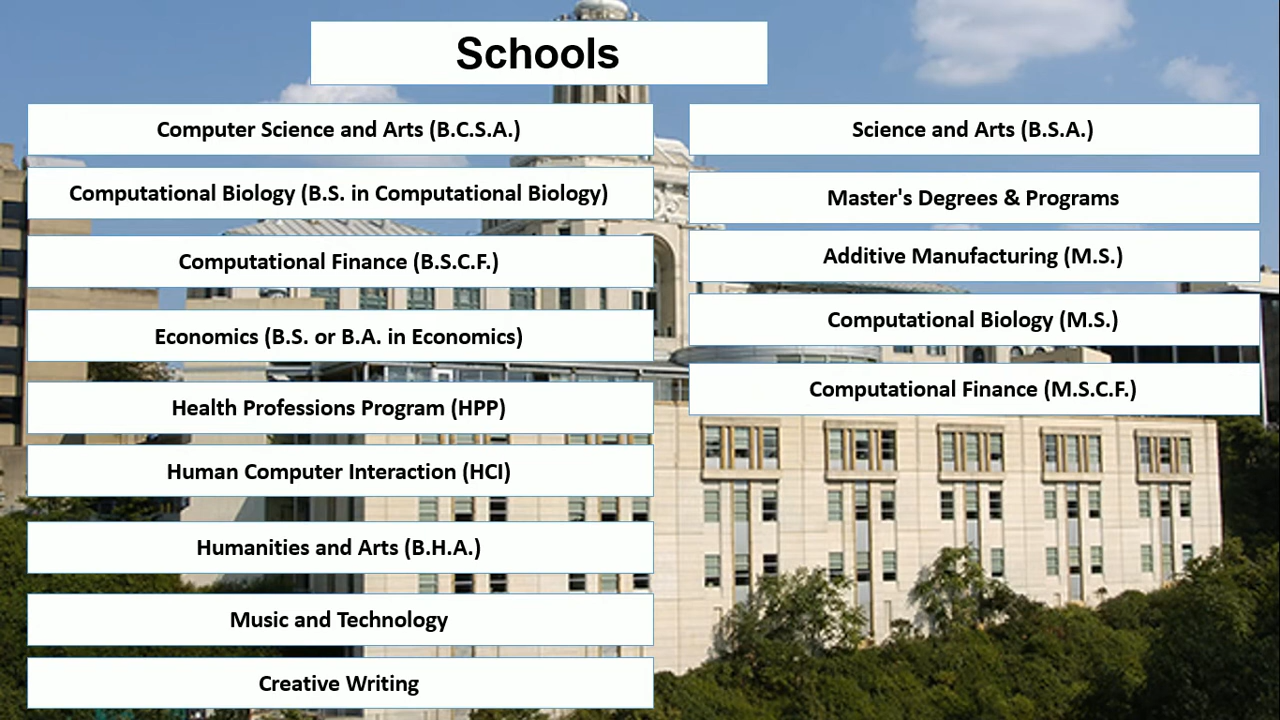 Schools
Computer Science and Arts (B.C.S.A.)
Computational Biology (B.S. in Computational Biology)
Computational Finance (B.S.C.F.)
Economics (B.S. or B.A. in Economics)
Health Professions Program (HPP)
Human Computer Interaction (HCI)
Humanities and Arts (B.H.A.)
Music and Technology
Creative Writing
Science and Arts (B.S.A.)
Master's Degrees & Programs
Additive Manufacturing (M.S.)
Computational Biology (M.S.)
Computational Finance (M.S.C.F.)